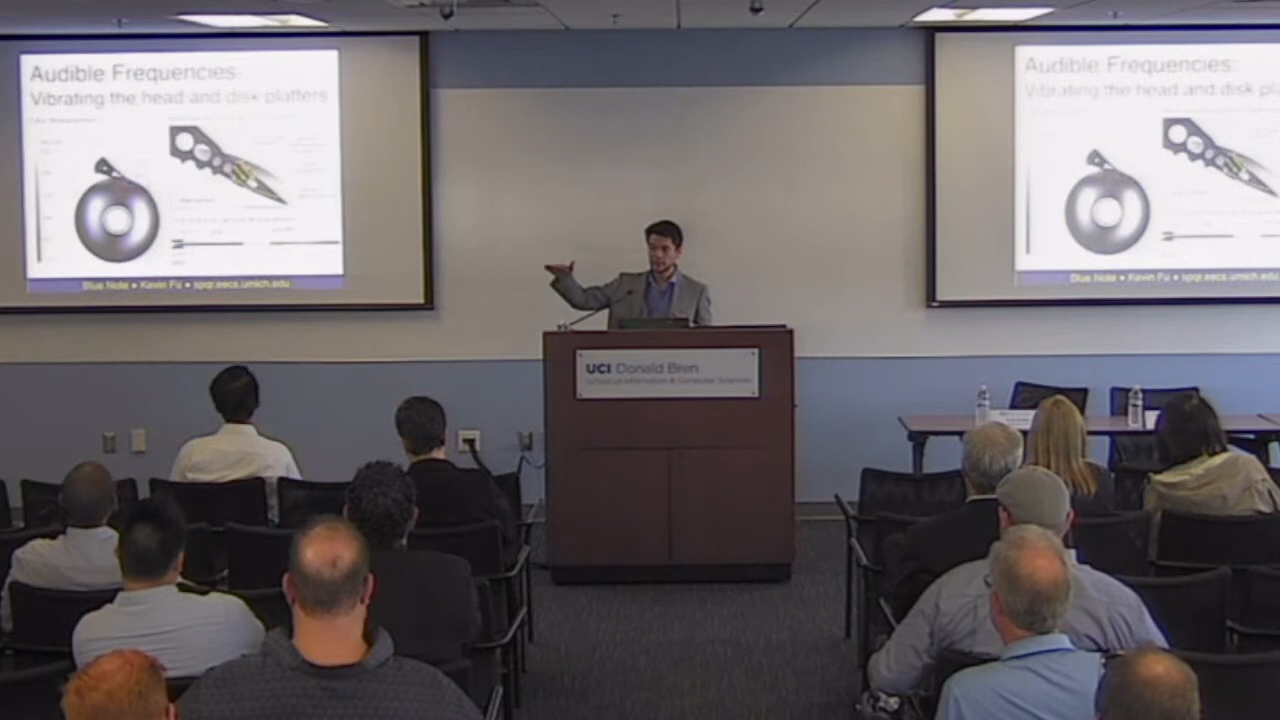 Audible Frequencies:
Vibrating the head and disk platters
Blue Note • Kevin Fu • spqr.eecs.umich.edu
Audible Frequencies:
Vibrating the head and disk pla
Blue Note • Kevin Fu • spqr.eecs.umich.edu
UCI Donald Bren
School of Information & Computer Sciences